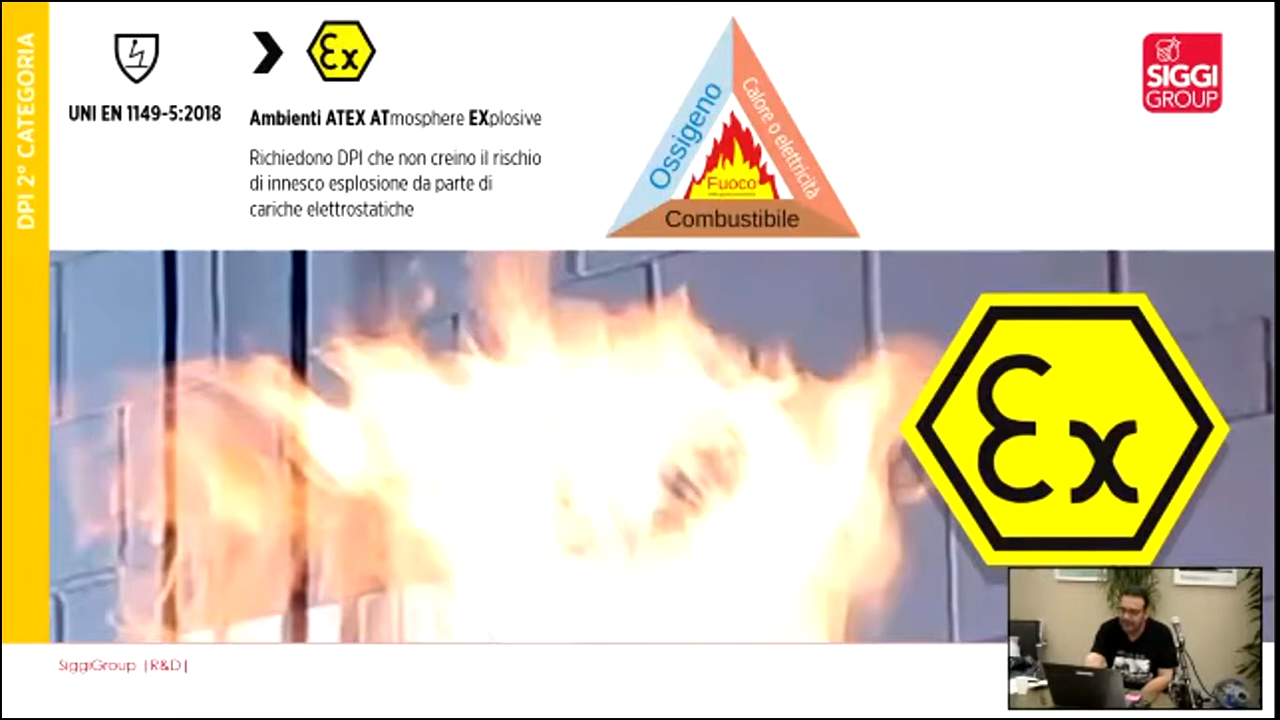 DPI 2° CATEGORIA
UNI EN 1149-5:2018
Ex
Ambienti ATEX ATmosphere EXplosive
Richiedono DPI che non creino il rischio
di innesco esplosione da parte di
cariche elettrostatiche
Ossigeno
Calore o elettricità
Fuoco
Combustibile
SIGGI
GROUP
Ex
SiggiGroup |R&D|